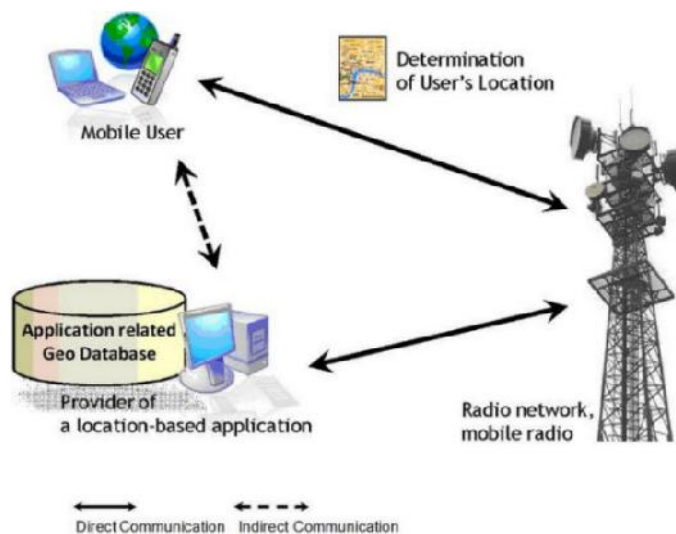 Determination
of User's Location
Mobile User
Application related
Geo Database
Provider of
a location-based application
Radio network,
mobile radio
Direct Communication
Indirect Communication